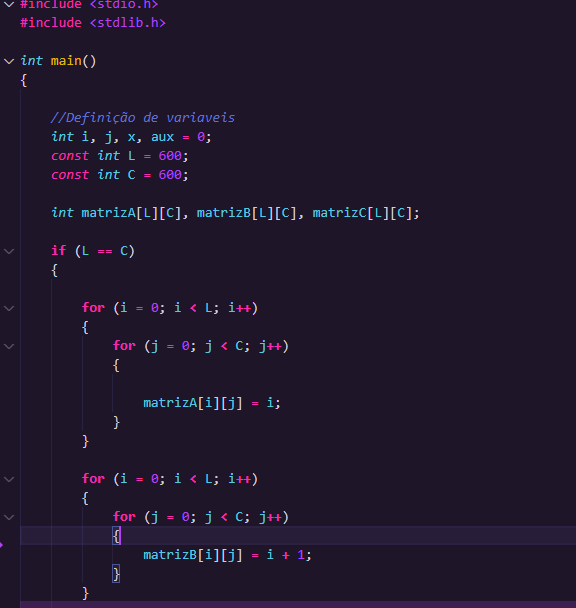 #include <stdio.h>
#include <stdlib.h>
int main()
{
//Definição de variaveis
int i, j, x, aux = 0;
const int L = 600;
const int C = 600;
int matrizA[L][C], matrizB[L][C], matrizC[L][C];
if (L == C)
{
for (i = 0; i < L; i++)
{
for (j = 0; j < C; j++)
{
matrizA[i][j] = i;
}
}
for (i = 0; i < L; i++)
{
for (j = 0; j < C; j++)
{
matrizB[i][j] = i + 1;
}
}